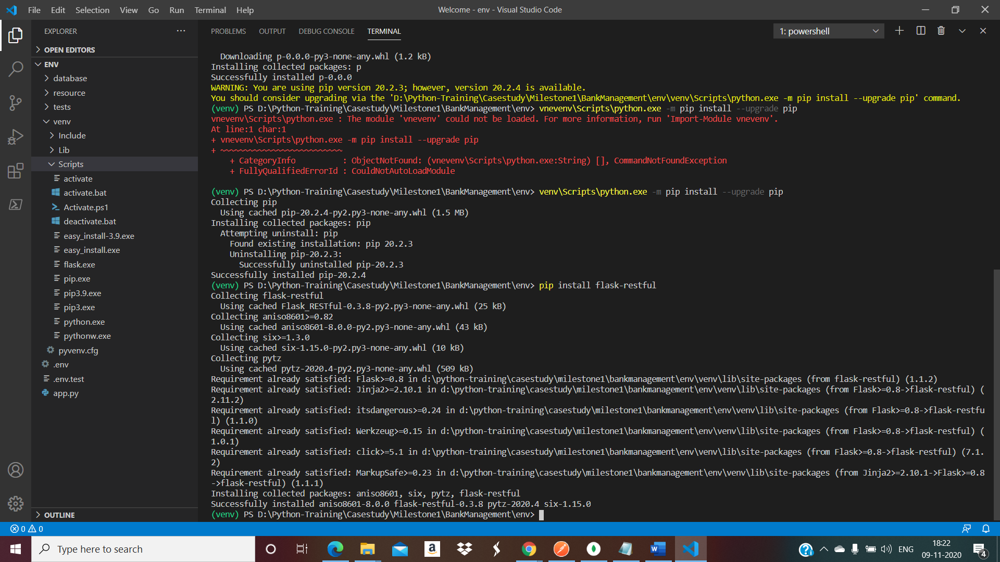 File Edit Selection View Go Run Terminal Help
Welcome - env - Visual Studio Code
EXPLORER
OPEN EDITORS
ENV
database
resource
tests
venv
Include
Lib
Scripts
activate
activate.bat
Activate.ps1
deactivate.bat
easy_install-3.9.exe
easy_install.exe
flask.exe
pip.exe
pip3.9.exe
pip3.exe
python.exe
pythonw.exe
pyvenv.cfg
.env
.env.test
app.py
OUTLINE
PROBLEMS OUTPUT DEBUG CONSOLE TERMINAL
1: powershell
Downloading p-0.0.0-py3-none-any.whl (1.2 kB)
Installing collected packages: p
Successfully installed p-0.0.0
WARNING: You are using pip version 20.2.3; however, version 20.2.4 is available.
You should consider upgrading via the 'D:\Python-Training\Casestudy\Milestone1\BankManagement\env\venv\Scripts\python.exe -m pip install --upgrade pip' command.
(venv) PS D:\Python-Training\Casestudy\Milestone1\BankManagement\env> vnevenv\Scripts\python.exe -m pip install --upgrade pip
vnevenv\Scripts\python.exe : The module 'vnevenv' could not be loaded. For more information, run 'Import-Module vnevenv'.
At line:1 char:1
+ vnevenv\Scripts\python.exe -m pip install --upgrade pip
+ ~~~~~~~~~~~~~~~~~~~~~~~~~~
+ CategoryInfo : ObjectNotFound: (vnevenv\Scripts\python.exe:String) [], CommandNotFoundException
+ FullyQualifiedErrorId : CouldNotAutoLoadModule
(venv) PS D:\Python-Training\Casestudy\Milestone1\BankManagement\env> venv\Scripts\python.exe -m pip install --upgrade pip
Collecting pip
Using cached pip-20.2.4-py2.py3-none-any.whl (1.5 MB)
Installing collected packages: pip
Attempting uninstall: pip
Found existing installation: pip 20.2.3
Uninstalling pip-20.2.3:
Successfully uninstalled pip-20.2.3
Successfully installed pip-20.2.4
(venv) PS D:\Python-Training\Casestudy\Milestone1\BankManagement\env> pip install flask-restful
Collecting flask-restful
Using cached Flask_RESTful-0.3.8-py2.py3-none-any.whl (25 kB)
Collecting aniso8601>=0.82
Using cached aniso8601-8.0.0-py2.py3-none-any.whl (43 kB)
Collecting six>=1.3.0
Using cached six-1.15.0-py2.py3-none-any.whl (10 kB)
Collecting pytz
Using cached pytz-2020.4-py2.py3-none-any.whl (509 kB)
Requirement already satisfied: Flask>=0.8 in d:\python-training\casestudy\milestone1\bankmanagement\env\venv\lib\site-packages (from flask-restful) (1.1.2)
Requirement already satisfied: Jinja2>=2.10.1 in d:\python-training\casestudy\milestone1\bankmanagement\env\venv\lib\site-packages (from Flask>=0.8->flask-restful) (
2.11.2)
Requirement already satisfied: itsdangerous>=0.24 in d:\python-training\casestudy\milestone1\bankmanagement\env\venv\lib\site-packages (from Flask>=0.8->flask-restfu
l) (1.1.0)
Requirement already satisfied: Werkzeug>=0.15 in d:\python-training\casestudy\milestone1\bankmanagement\env\venv\lib\site-packages (from Flask>=0.8->flask-restful) (
1.0.1)
Requirement already satisfied: click>=5.1 in d:\python-training\casestudy\milestone1\bankmanagement\env\venv\lib\site-packages (from Flask>=0.8->flask-restful) (7.1.
2)
Requirement already satisfied: MarkupSafe>=0.23 in d:\python-training\casestudy\milestone1\bankmanagement\env\venv\lib\site-packages (from Jinja2>=2.10.1->Flask>=0.8
->flask-restful) (1.1.1)
Installing collected packages: aniso8601, six, pytz, flask-restful
Successfully installed aniso8601-8.0.0 flask-restful-0.3.8 pytz-2020.4 six-1.15.0
(venv) PS D:\Python-Training\Casestudy\Milestone1\BankManagement\env>
0 0
Type here to search
a
W
ENG
18:22
09-11-2020
4